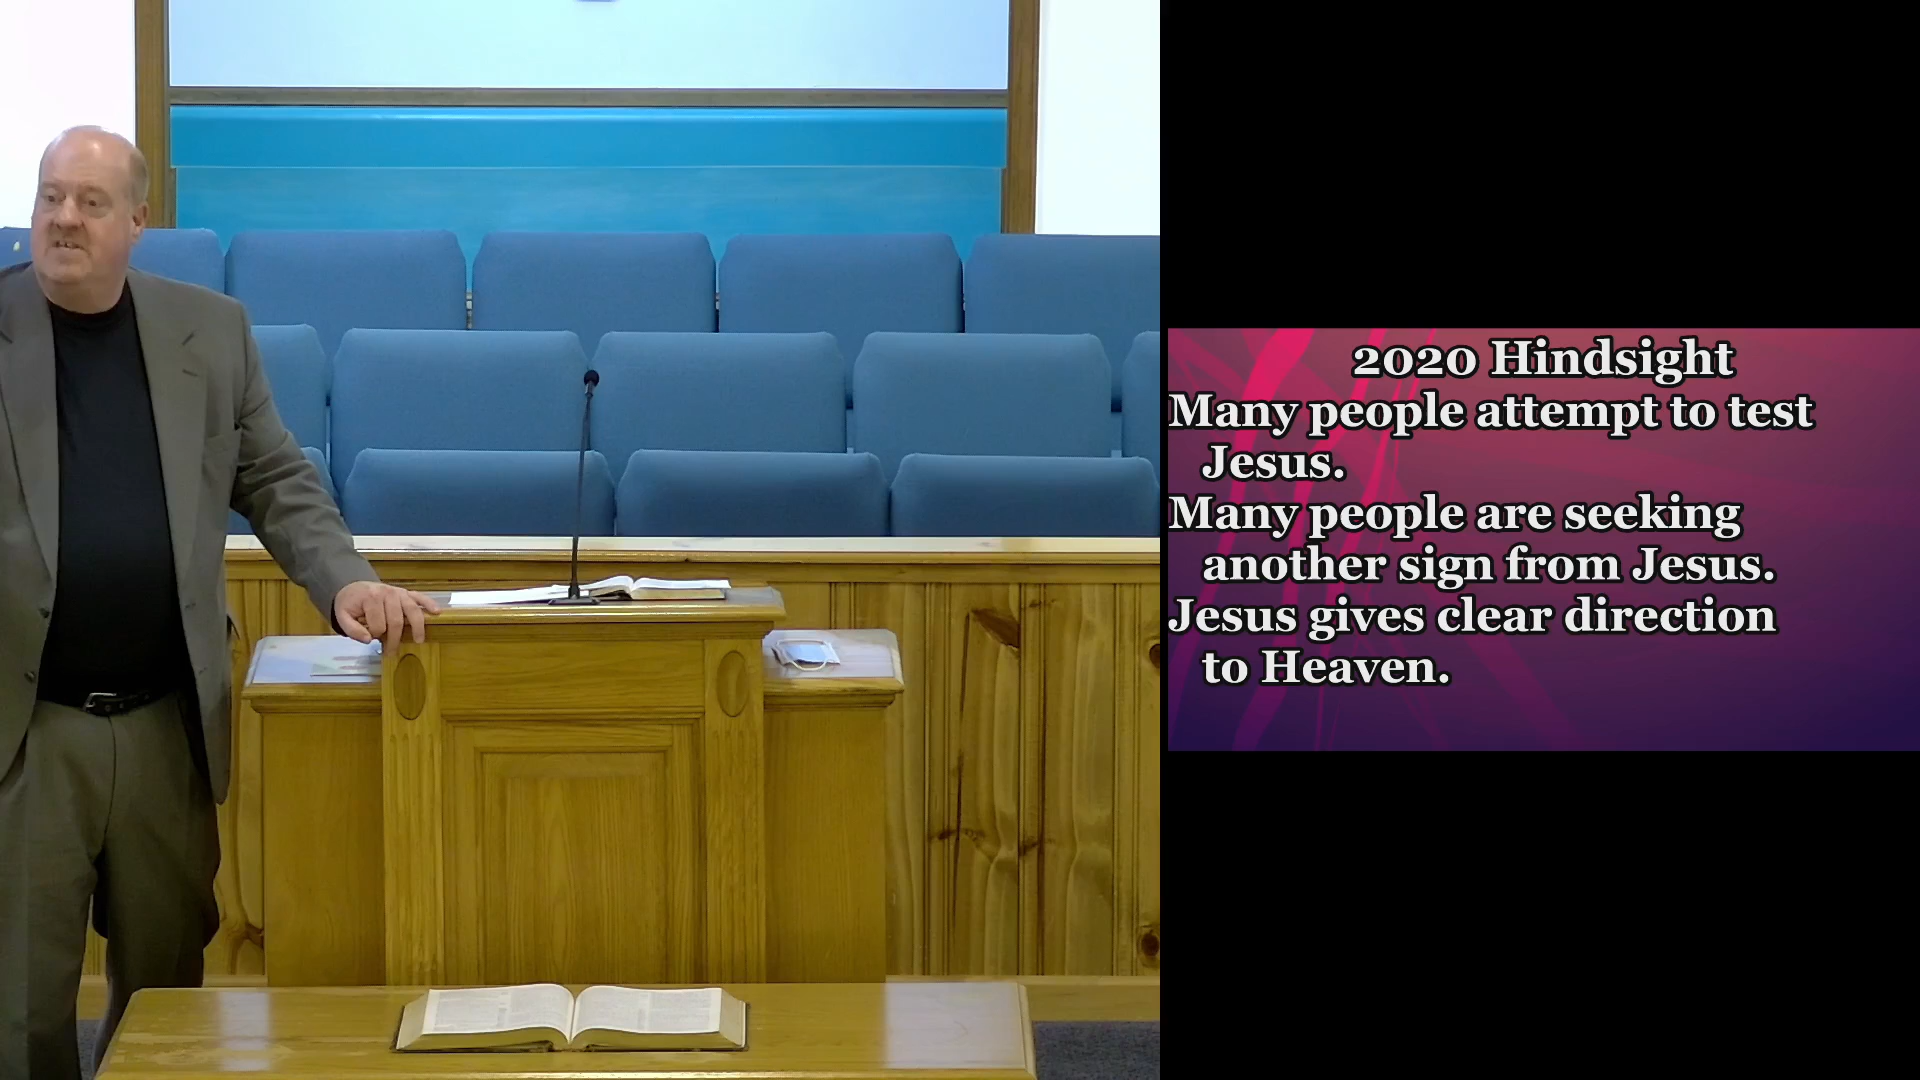 2020 Hindsight
Many people attempt to test
Jesus.
Many people are seeking
another sign from Jesus.
Jesus gives clear direction
to Heaven.